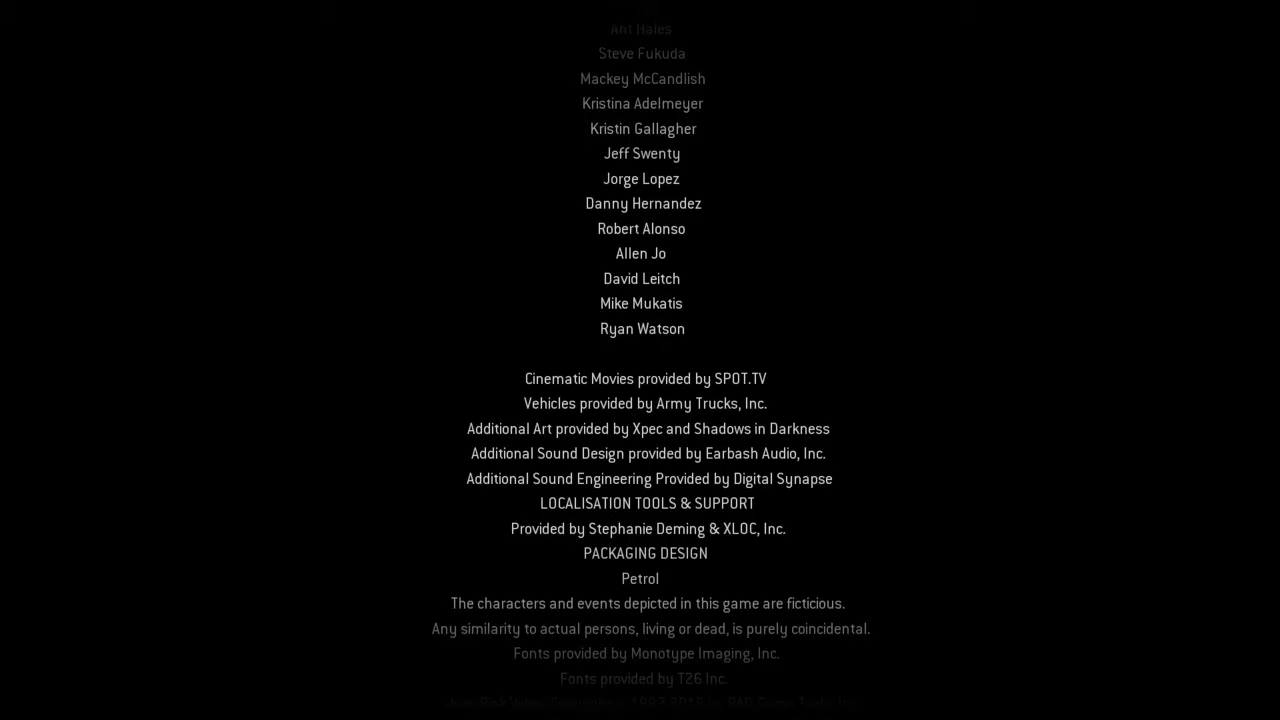 Ant Hales
Steve Fukuda
Mackey McCandlish
Kristina Adelmeyer
Kristin Gallagher
Jeff Swenty
Jorge Lopez
Danny Hernandez
Robert Alonso
Allen Jo
David Leitch
Mike Mukatis
Ryan Watson
Cinematic Movies provided by SPOT.TV
Vehicles provided by Army Trucks, Inc.
Additional Art provided by Xpec and Shadows in Darkness
Additional Sound Design provided by Earbash Audio, Inc.
Additional Sound Engineering Provided by Digital Synapse
LOCALISATION TOOLS & SUPPORT
Provided by Stephanie Deming & XLOC, Inc.
PACKAGING DESIGN
Petrol
The characters and events depicted in this game are ficticious.
Any similarity to actual persons, living or dead, is purely coincidental.
Fonts provided by Monotype Imaging, Inc.
Fonts provided by T26 Inc.